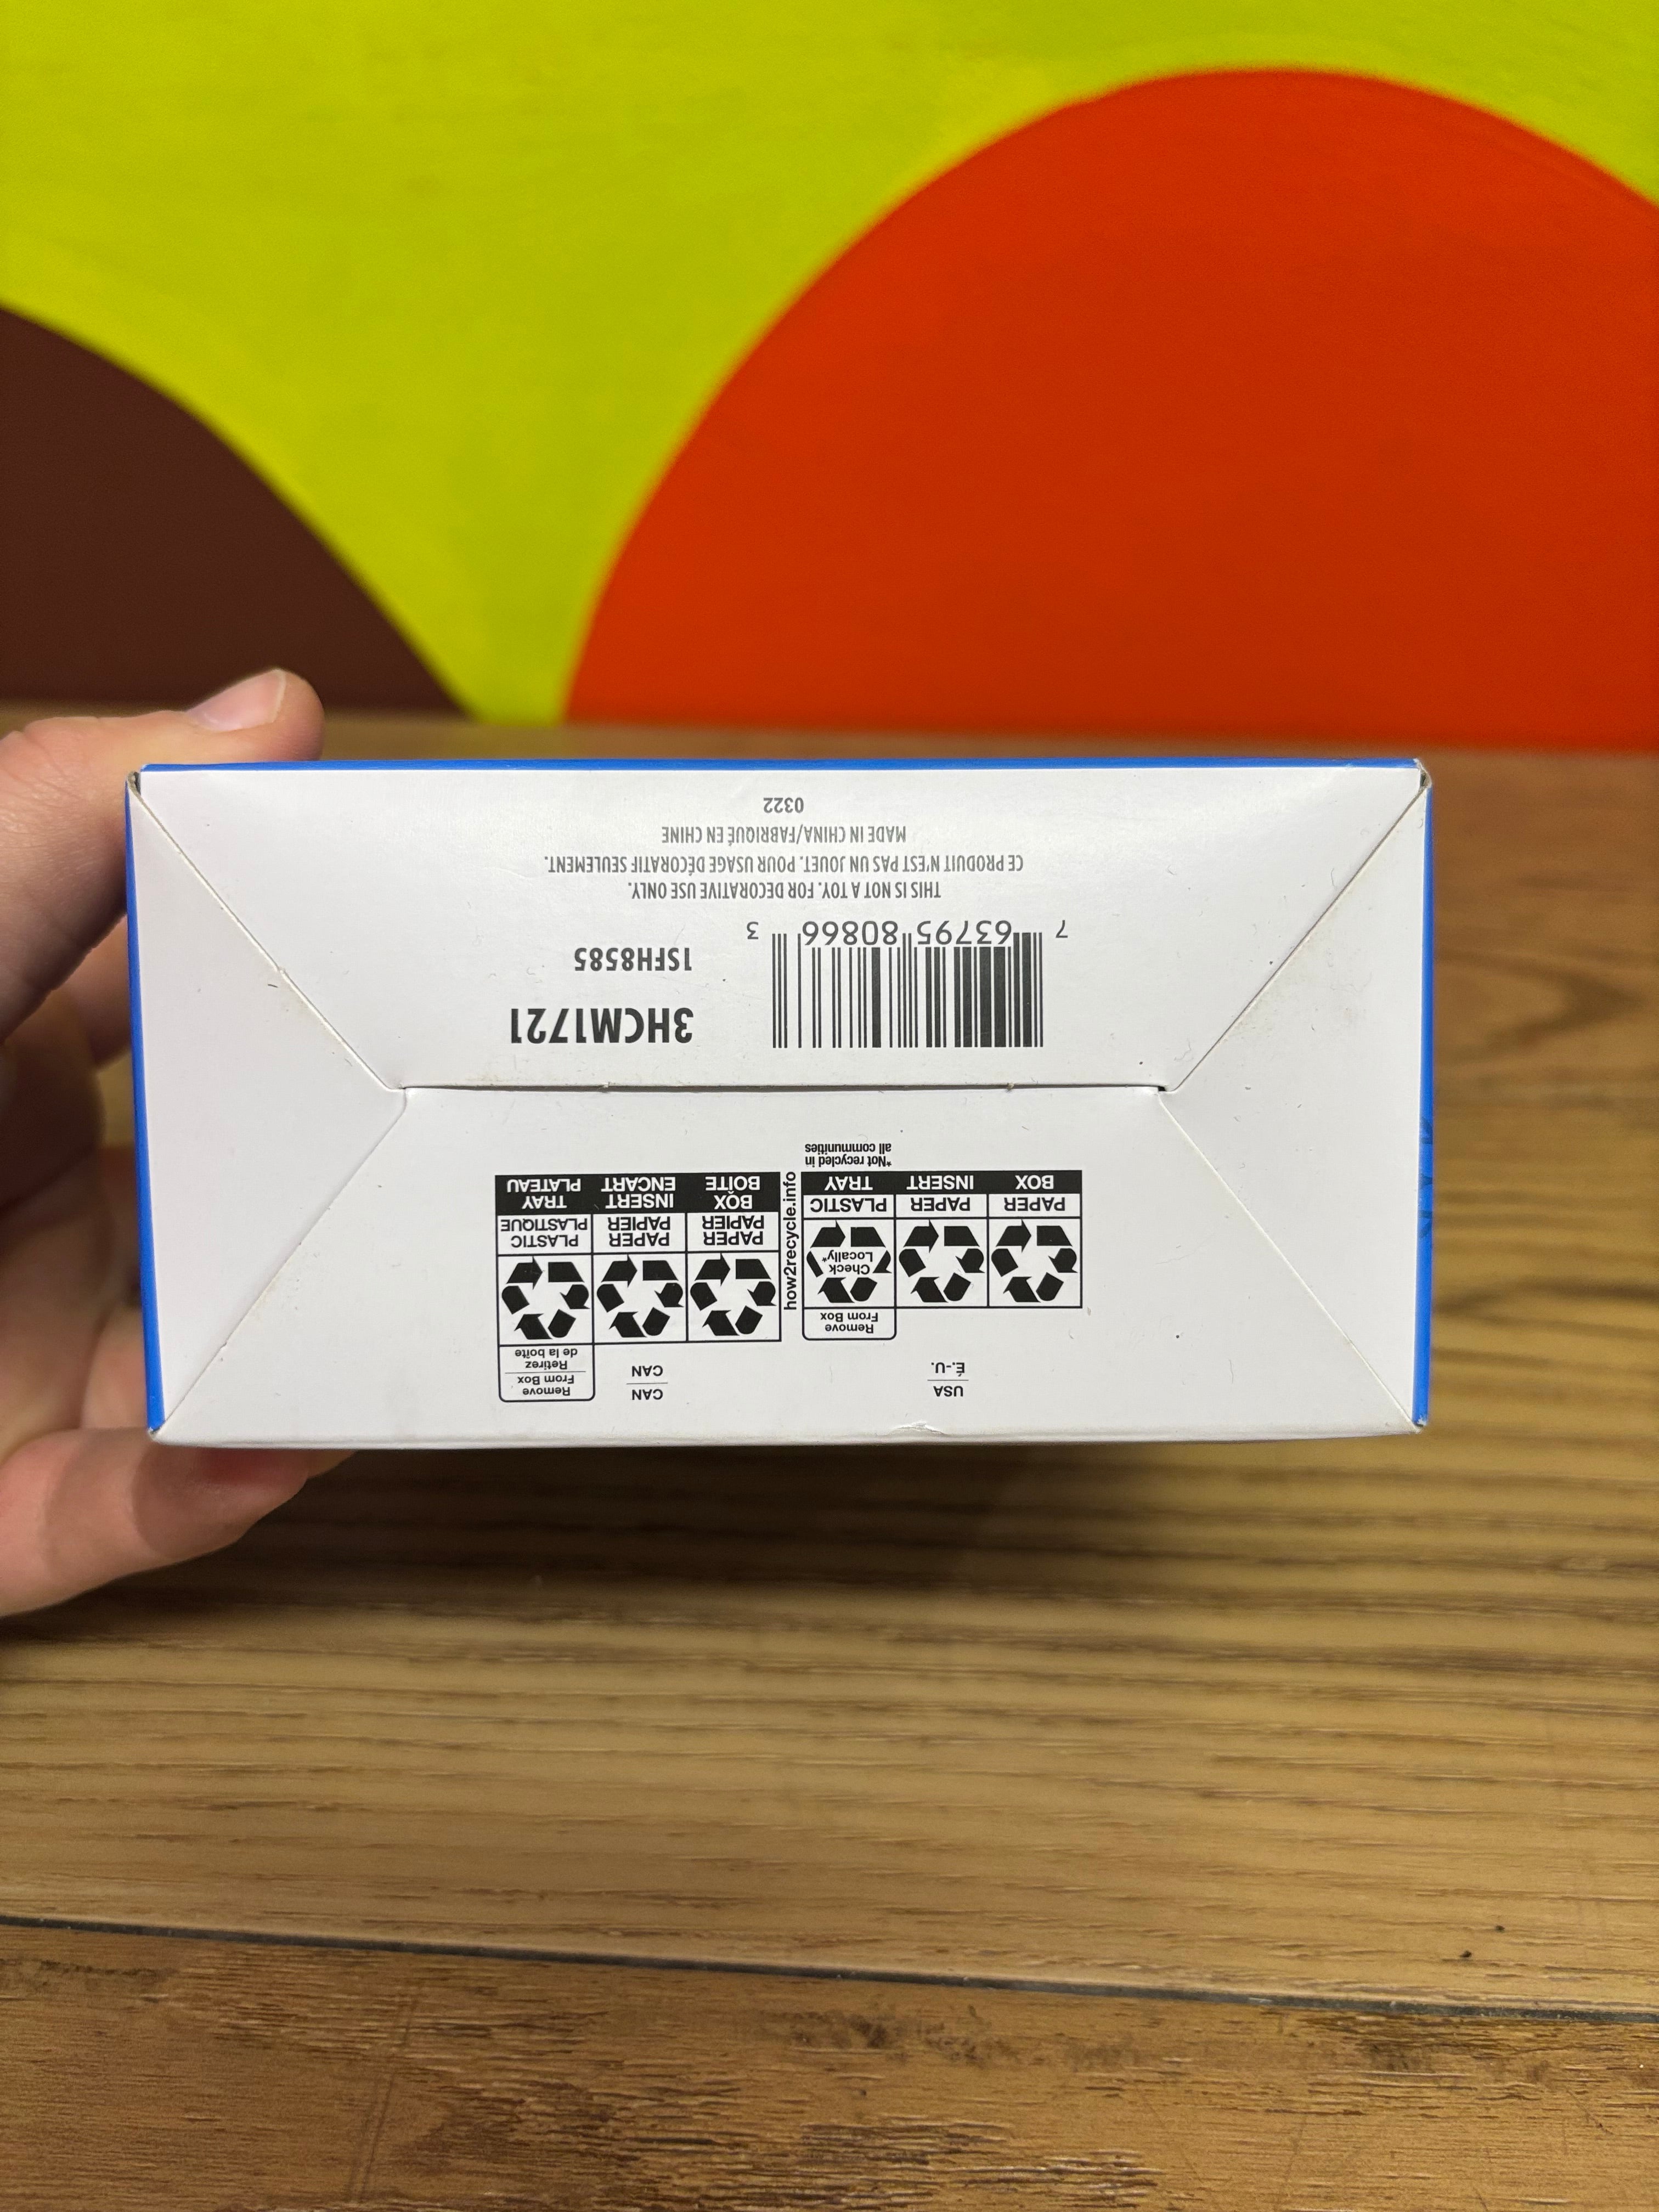 USA
É.-U.
CAN
CAN
Remove
From Box
Remove
From Box
Retirez
de la boîte
Check
Locally*
PAPER
PAPER
PLASTIC
BOX
INSERT
TRAY
*Not recycled in
all communities
how2recycle.info
PAPER
PAPIER
PAPER
PAPIER
PLASTIC
PLASTIQUE
BOX
BOÎTE
INSERT
ENCART
TRAY
PLATEAU
3HCM1721
1SFH8585
7 63795 80866 3
THIS IS NOT A TOY. FOR DECORATIVE USE ONLY.
CE PRODUIT N'EST PAS UN JOUET. POUR USAGE DÉCORATIF SEULEMENT.
MADE IN CHINA/FABRIQUÉ EN CHINE
0322